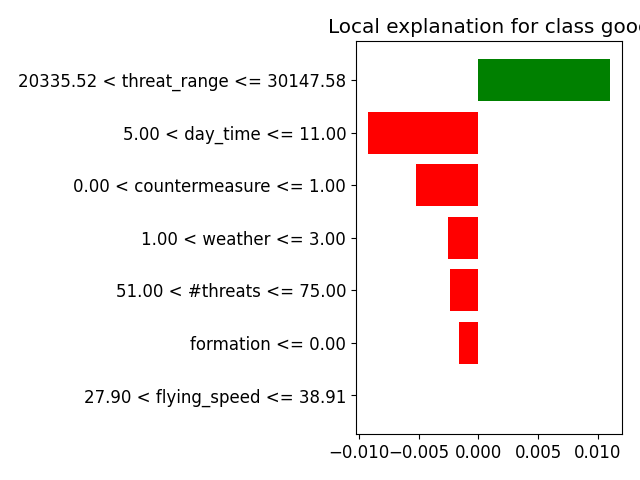 Local explanation for class goo
20335.52 < threat_range <= 30147.58
5.00 < day_time <= 11.00
0.00 < countermeasure <= 1.00
1.00 < weather <= 3.00
51.00 < #threats <= 75.00
formation <= 0.00
27.90 < flying_speed <= 38.91
−0.010 −0.005 0.000 0.005 0.010